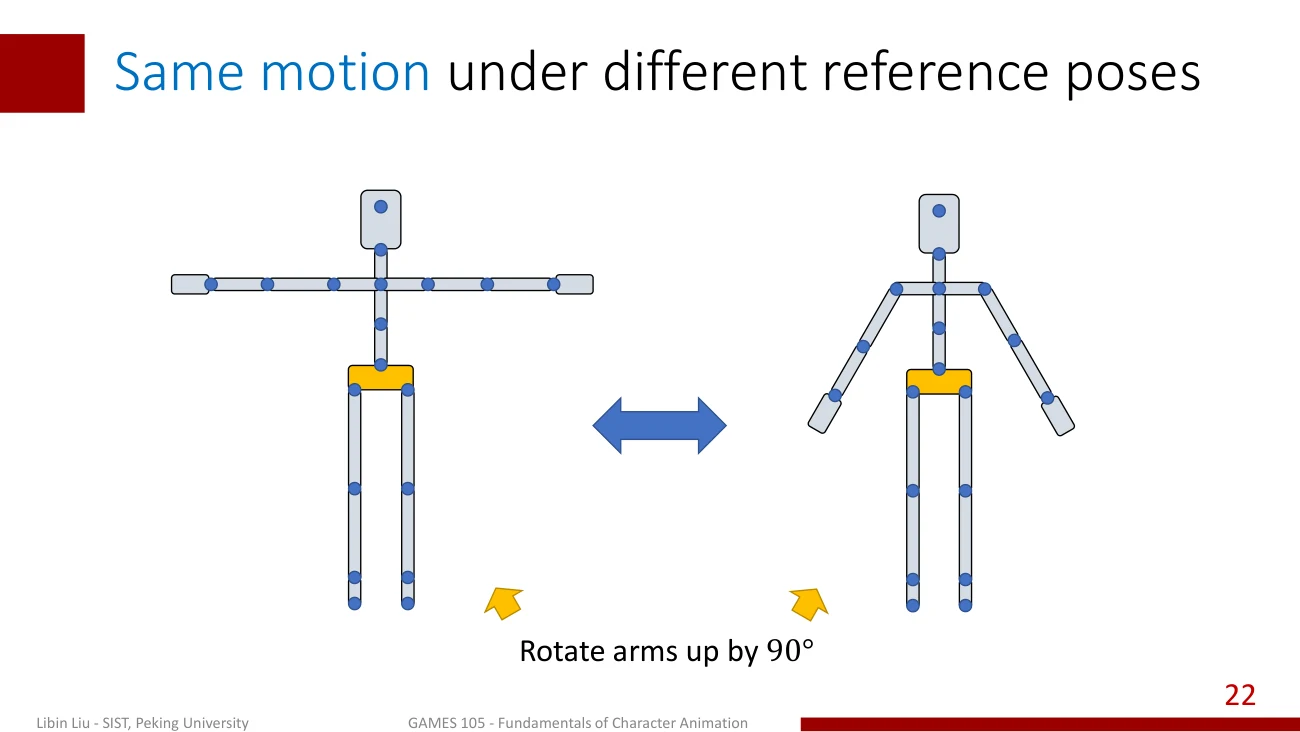 Same motion under different reference poses
Rotate arms up by 90°
22
Libin Liu - SIST, Peking University
GAMES 105 - Fundamentals of Character Animation